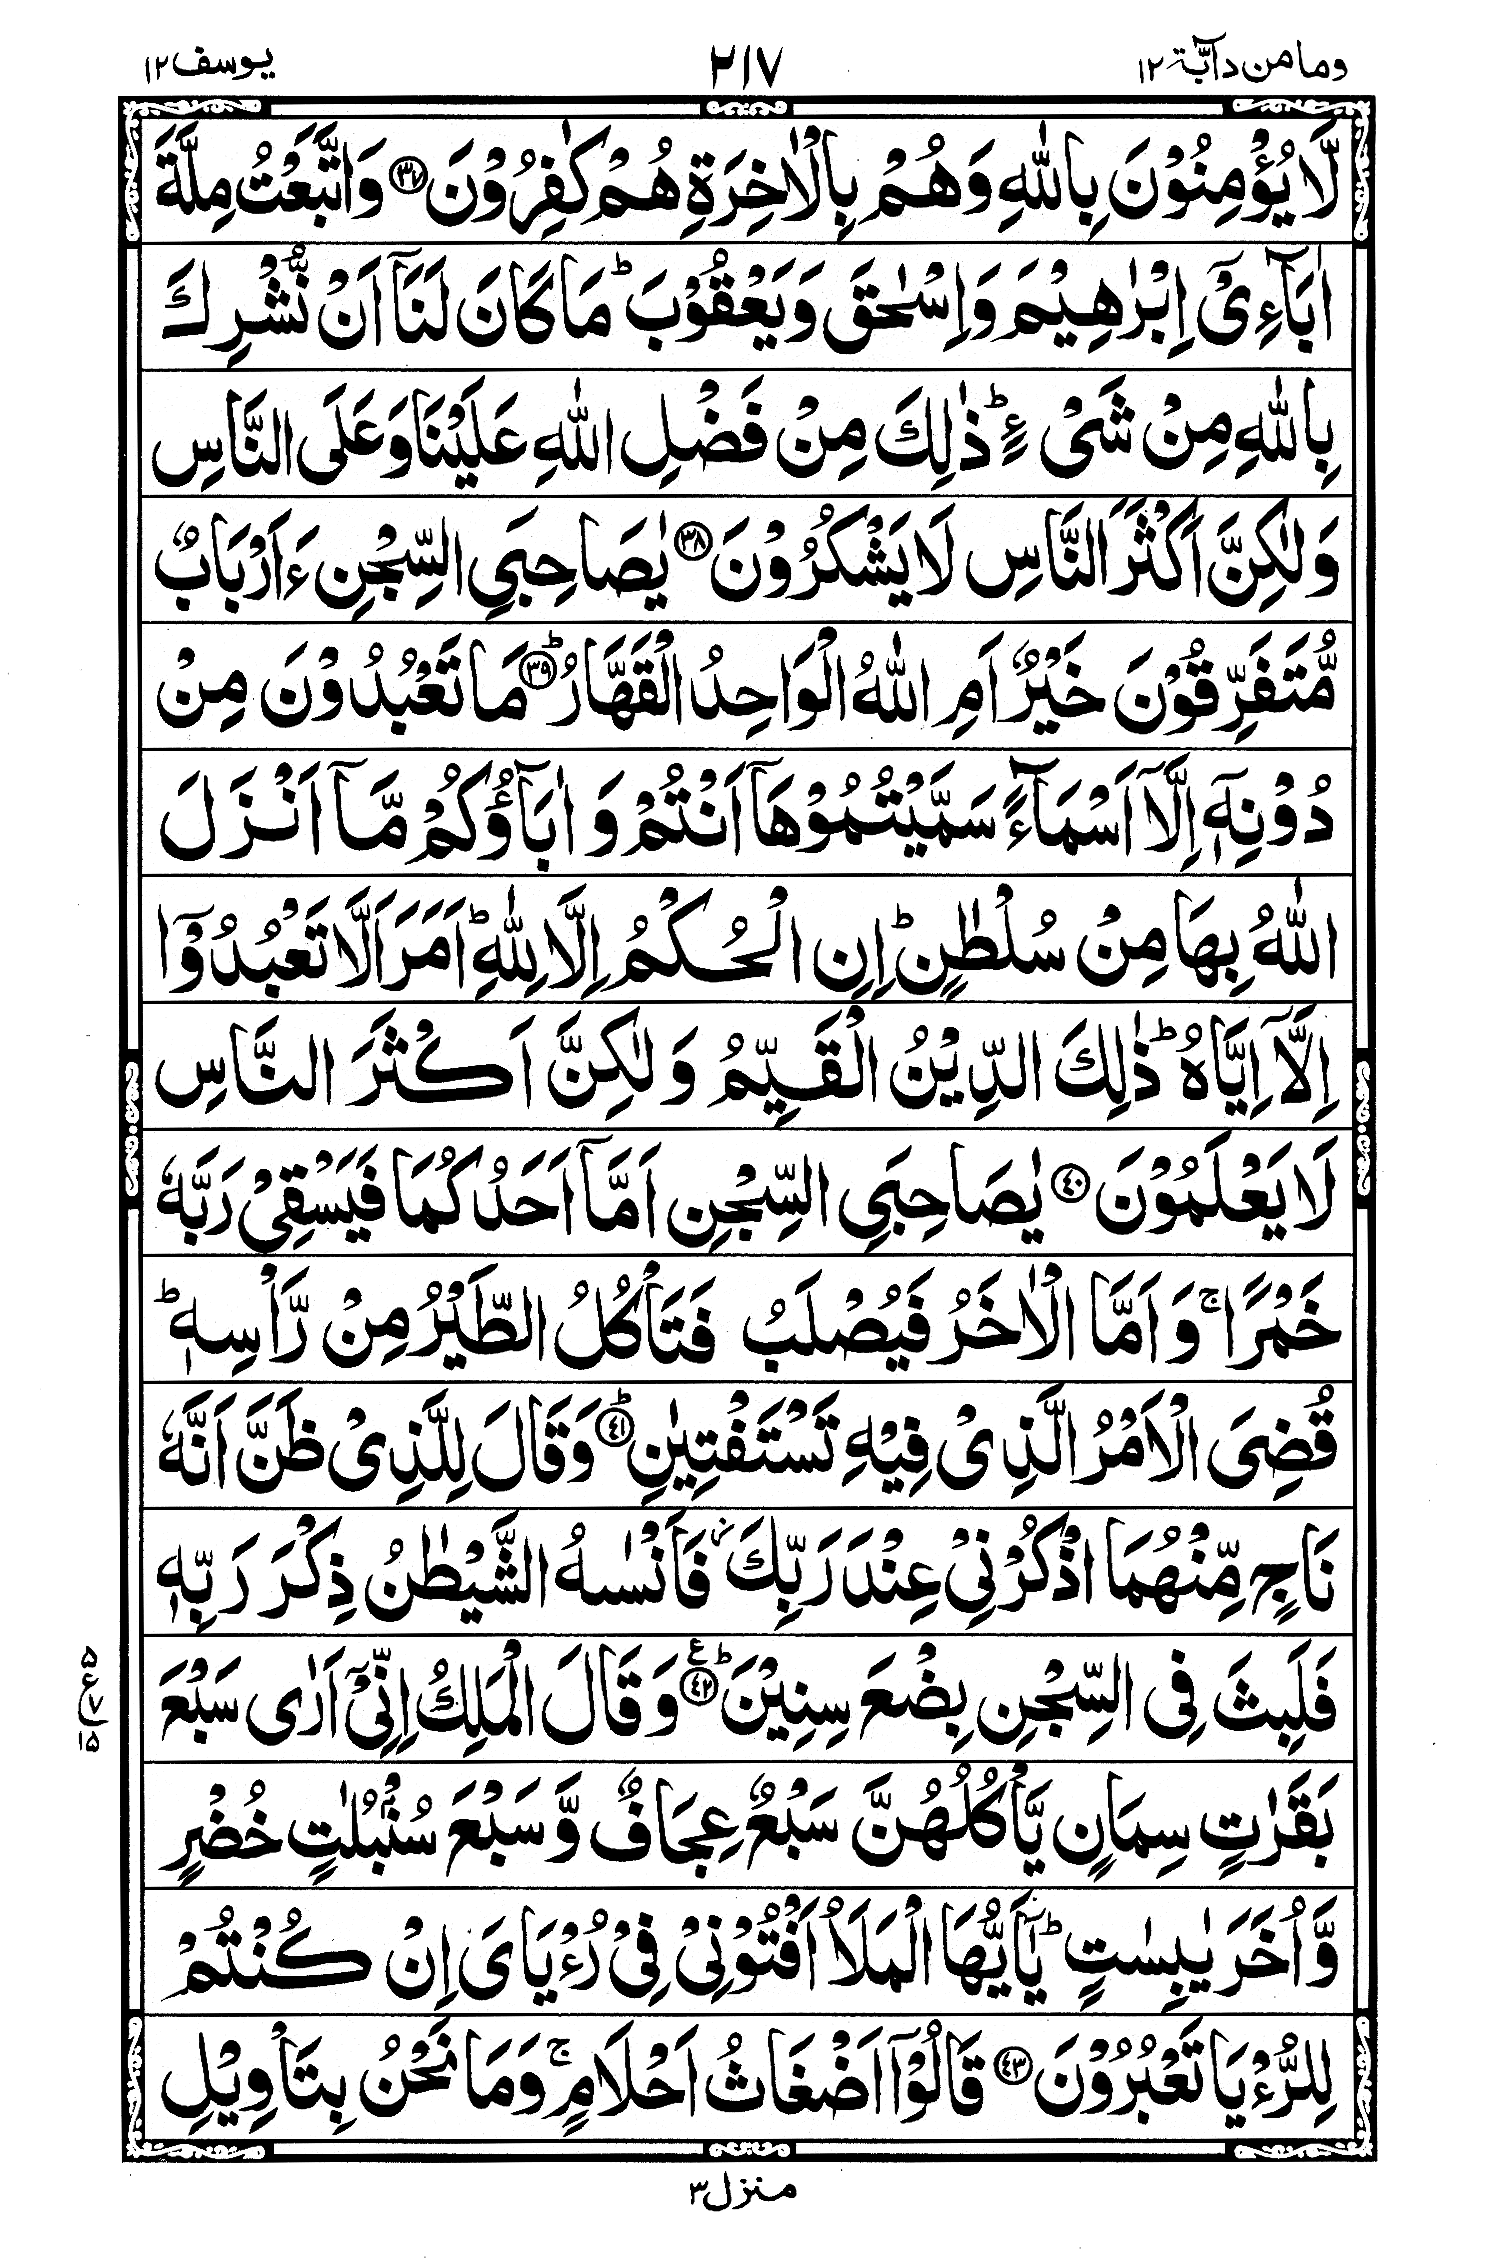 وما من دآبّة ١٢
٢١٧
يوسف ١٢
لَّا يُؤْمِنُوْنَ بِاللّٰهِ وَهُمْ بِالْاٰخِرَةِ هُمْ كٰفِرُوْنَ ﴿٣٧﴾ وَاتَّبَعْتُ مِلَّةَ
اٰبَآءِىْۤ اِبْرٰهِيْمَ وَاِسْحٰقَ وَيَعْقُوْبَ ؕ مَا كَانَ لَنَاۤ اَنْ نُّشْرِكَ
بِاللّٰهِ مِنْ شَىْءٍ ؕ ذٰلِكَ مِنْ فَضْلِ اللّٰهِ عَلَيْنَا وَعَلَى النَّاسِ
وَلٰكِنَّ اَكْثَرَ النَّاسِ لَا يَشْكُرُوْنَ ﴿٣٨﴾ يٰصَاحِبَىِ السِّجْنِ ءَاَرْبَابٌ
مُّتَفَرِّقُوْنَ خَيْرٌ اَمِ اللّٰهُ الْوَاحِدُ الْقَهَّارُ ؕ﴿٣٩﴾ مَا تَعْبُدُوْنَ مِنْ
دُوْنِهٖۤ اِلَّاۤ اَسْمَآءً سَمَّيْتُمُوْهَاۤ اَنْتُمْ وَ اٰبَآؤُكُمْ مَّاۤ اَنْزَلَ
اللّٰهُ بِهَا مِنْ سُلْطٰنٍ ؕ اِنِ الْحُكْمُ اِلَّا لِلّٰهِ ؕ اَمَرَ اَلَّا تَعْبُدُوْۤا
اِلَّاۤ اِيَّاهُ ؕ ذٰلِكَ الدِّيْنُ الْقَيِّمُ وَلٰكِنَّ اَكْثَرَ النَّاسِ
لَا يَعْلَمُوْنَ ﴿٤٠﴾ يٰصَاحِبَىِ السِّجْنِ اَمَّاۤ اَحَدُكُمَا فَيَسْقِىْ رَبَّهٗ
خَمْرًا ۚ وَاَمَّا الْاٰخَرُ فَيُصْلَبُ فَتَاْكُلُ الطَّيْرُ مِنْ رَّاْسِهٖ ؕ
قُضِىَ الْاَمْرُ الَّذِىْ فِيْهِ تَسْتَفْتِيٰنِ ؕ﴿٤١﴾ وَقَالَ لِلَّذِىْ ظَنَّ اَنَّهٗ
نَاجٍ مِّنْهُمَا اذْكُرْنِىْ عِنْدَ رَبِّكَ ؗ فَاَنْسٰىهُ الشَّيْطٰنُ ذِكْرَ رَبِّهٖ
فَلَبِثَ فِى السِّجْنِ بِضْعَ سِنِيْنَ ؕ﴿٤٢﴾ ع وَقَالَ الْمَلِكُ اِنِّىْۤ اَرٰى سَبْعَ
٥
ع
٧
١٥
بَقَرٰتٍ سِمَانٍ يَّاْكُلُهُنَّ سَبْعٌ عِجَافٌ وَّسَبْعَ سُنْۢبُلٰتٍ خُضْرٍ
وَّاُخَرَ يٰبِسٰتٍ ؕ يٰۤاَيُّهَا الْمَلَاُ اَفْتُوْنِىْ فِىْ رُءْيَاىَ اِنْ كُنْتُمْ
لِلرُّءْيَا تَعْبُرُوْنَ ﴿٤٣﴾ قَالُوْۤا اَضْغَاثُ اَحْلَامٍ ۚ وَمَا نَحْنُ بِتَاْوِيْلِ
منزل ٣